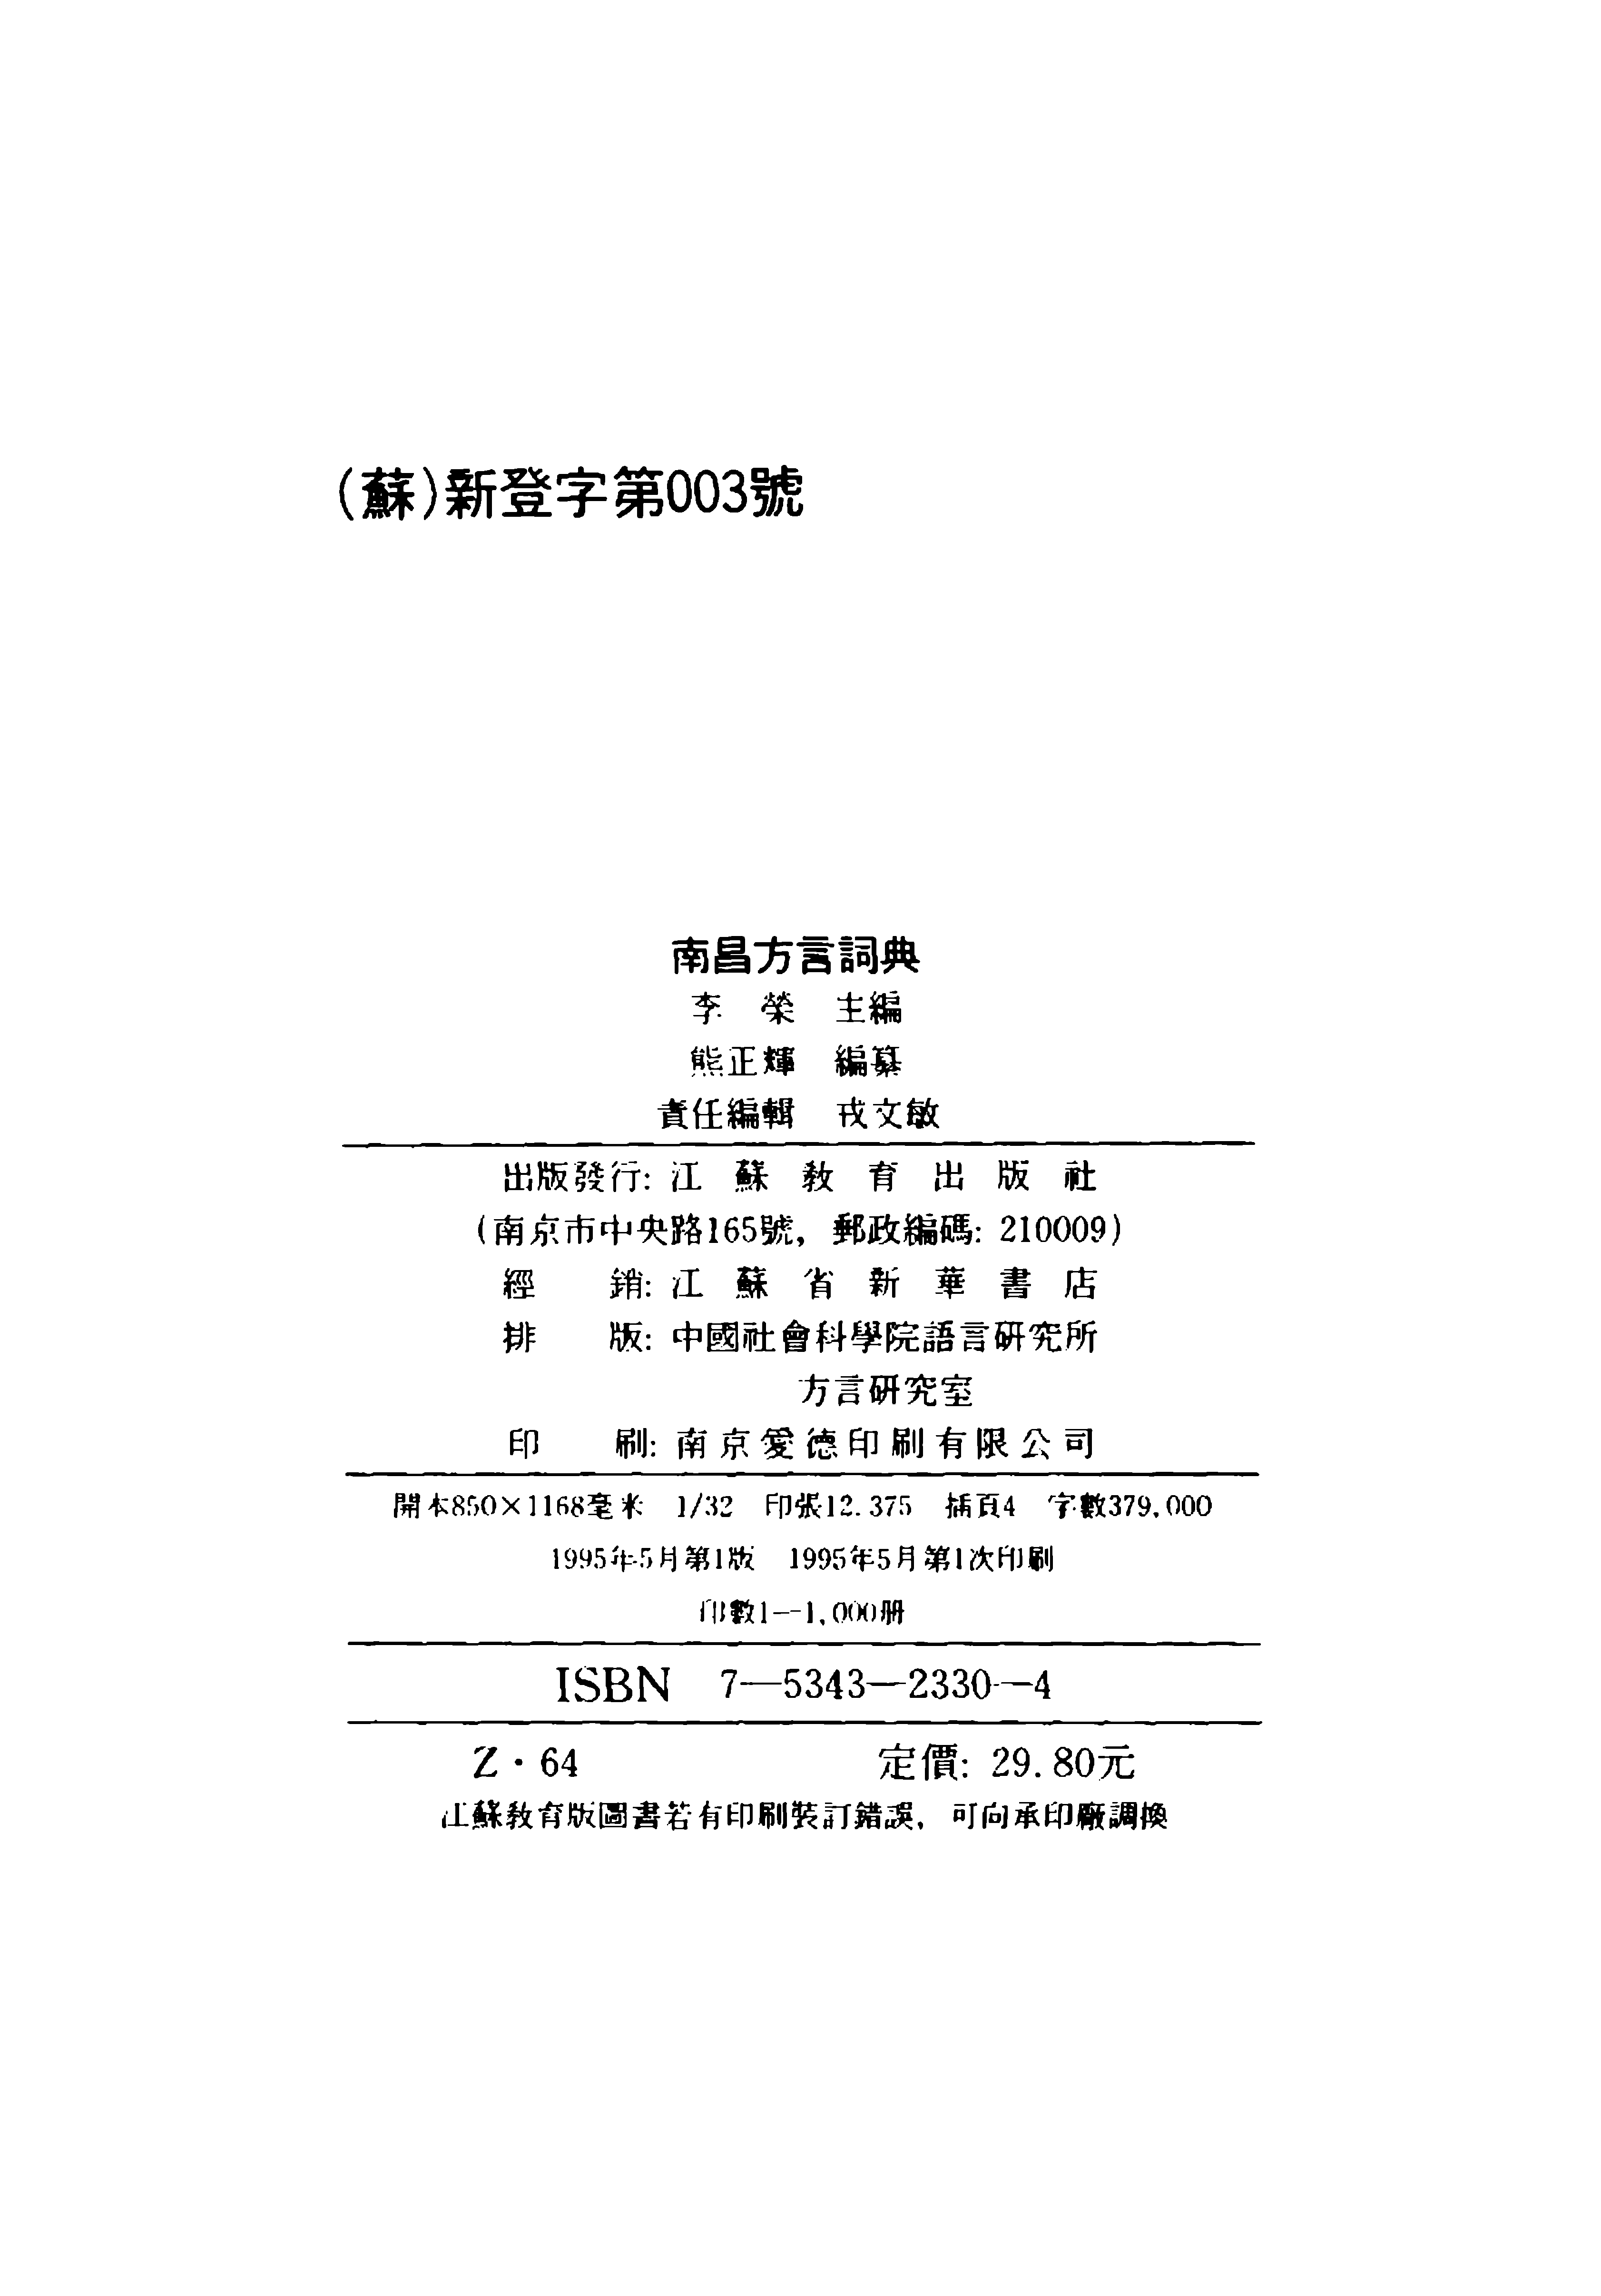 (蘇)新登字第003號
南昌方言詞典
李　榮　主編
熊正輝　編纂
責任編輯　戎文敏
出版發行: 江蘇教育出版社
(南京市中央路165號, 郵政編碼: 210009)
經　　銷: 江蘇省新華書店
排　　版: 中國社會科學院語言研究所
方言研究室
印　　刷: 南京愛德印刷有限公司
開本850×1168毫米　1/32　印張12.375　插頁4　字數379,000
1995年5月第1版　1995年5月第1次印刷
印數1—1,000册
ISBN　7—5343—2330—4
Z·64　定價: 29.80元
江蘇教育版圖書若有印刷裝訂錯誤, 可向承印廠調換